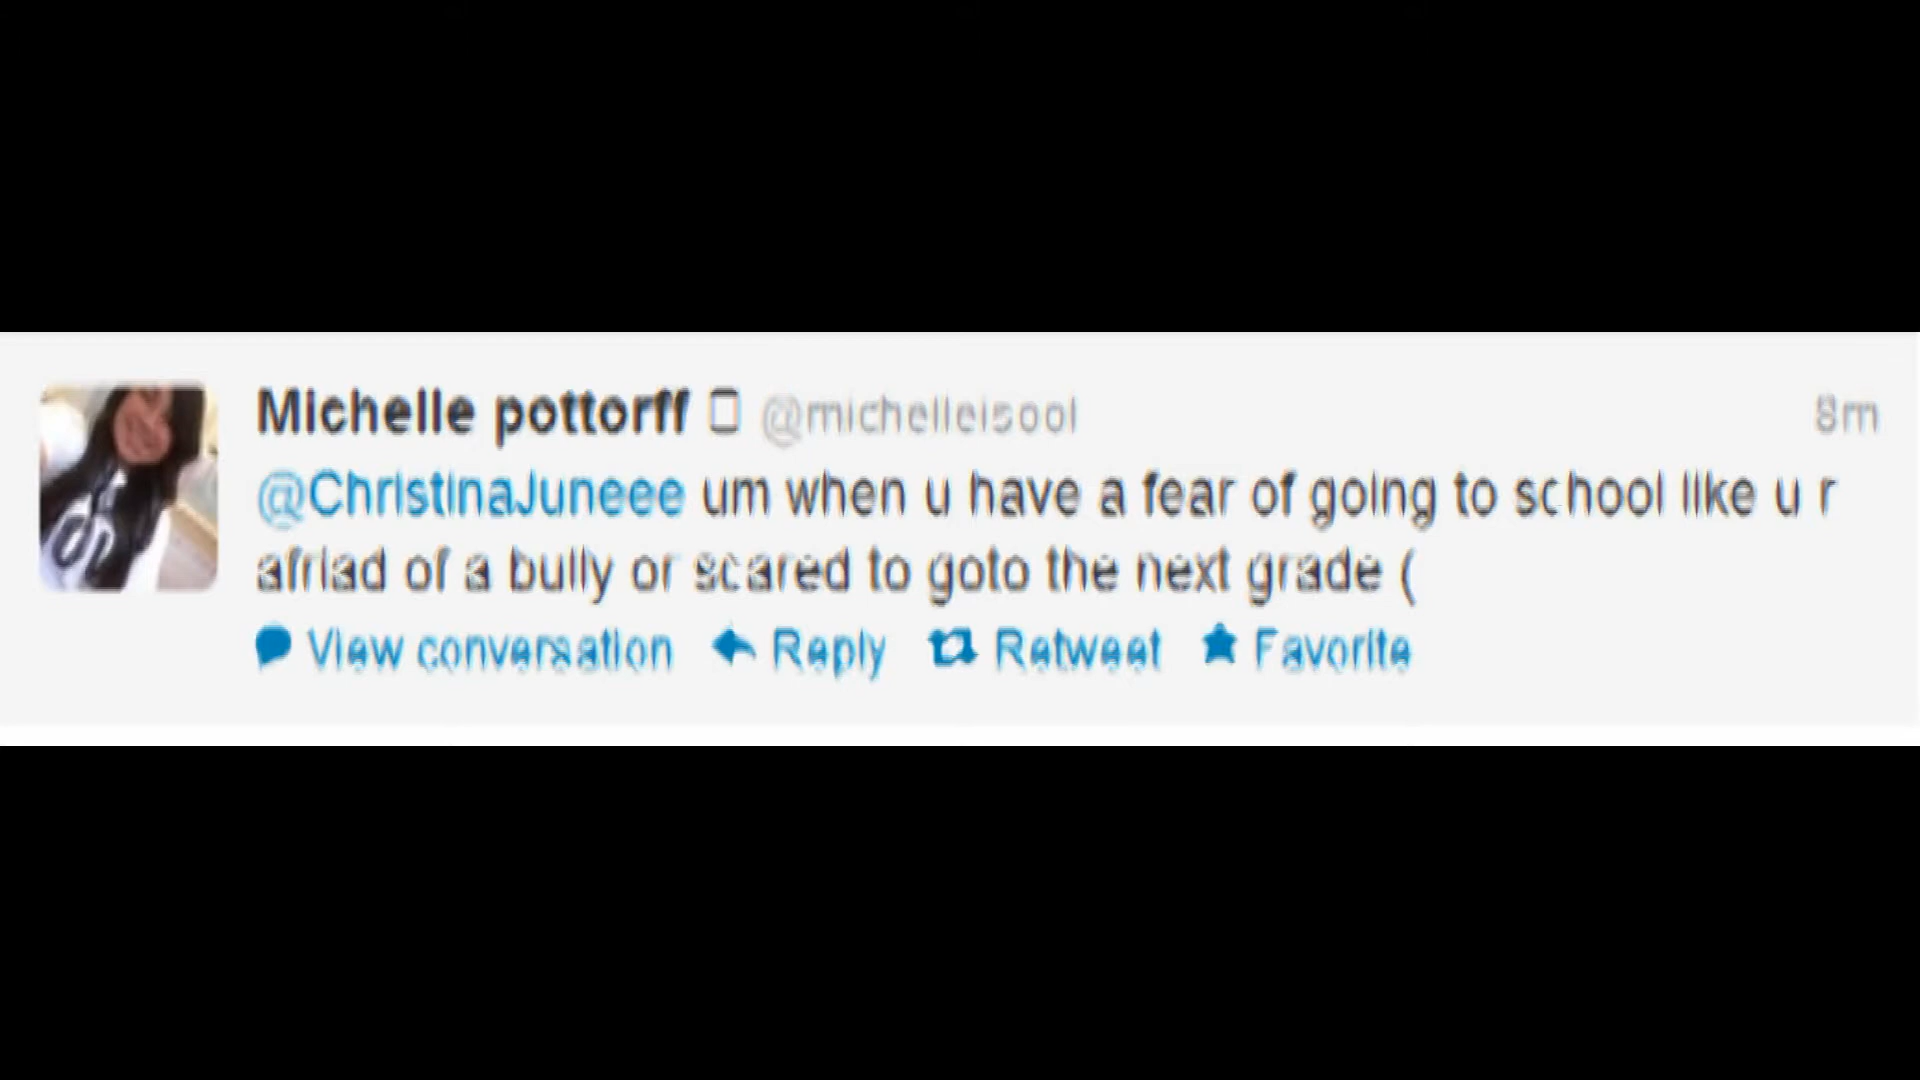 Michelle pottorff @michelleisool 8m
@ChristinaJuneee um when u have a fear of going to school like u r
afriad of a bully or scared to goto the next grade (
View conversation Reply Retweet Favorite